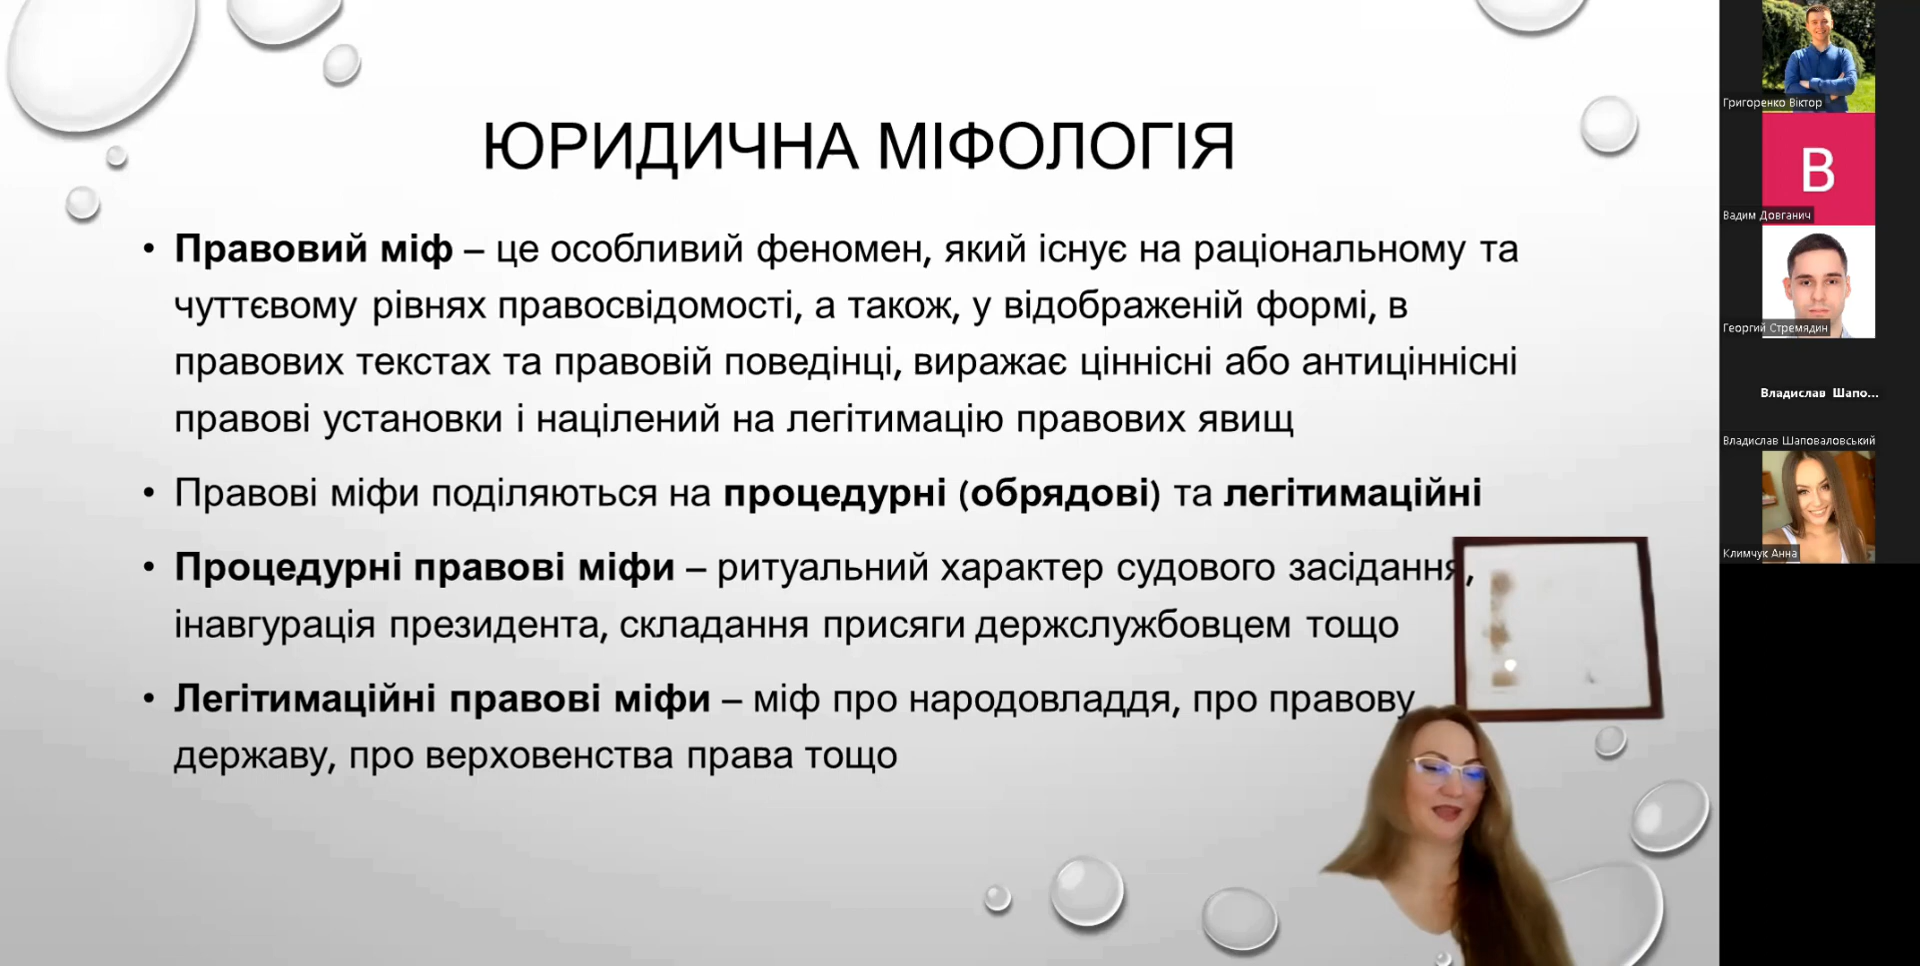 ЮРИДИЧНА МІФОЛОГІЯ
• Правовий міф – це особливий феномен, який існує на раціональному та
чуттєвому рівнях правосвідомості, а також, у відображеній формі, в
правових текстах та правовій поведінці, виражає ціннісні або антиціннісні
правові установки і націлений на легітимацію правових явищ
• Правові міфи поділяються на процедурні (обрядові) та легітимаційні
• Процедурні правові міфи – ритуальний характер судового засідання,
інавгурація президента, складання присяги держслужбовцем тощо
• Легітимаційні правові міфи – міф про народовладдя, про правову
державу, про верховенства права тощо
Григоренко Віктор
В
Вадим Довганич
Георгий Стремядин
Владислав Шапо...
Владислав Шаповаловський
Климчук Анна